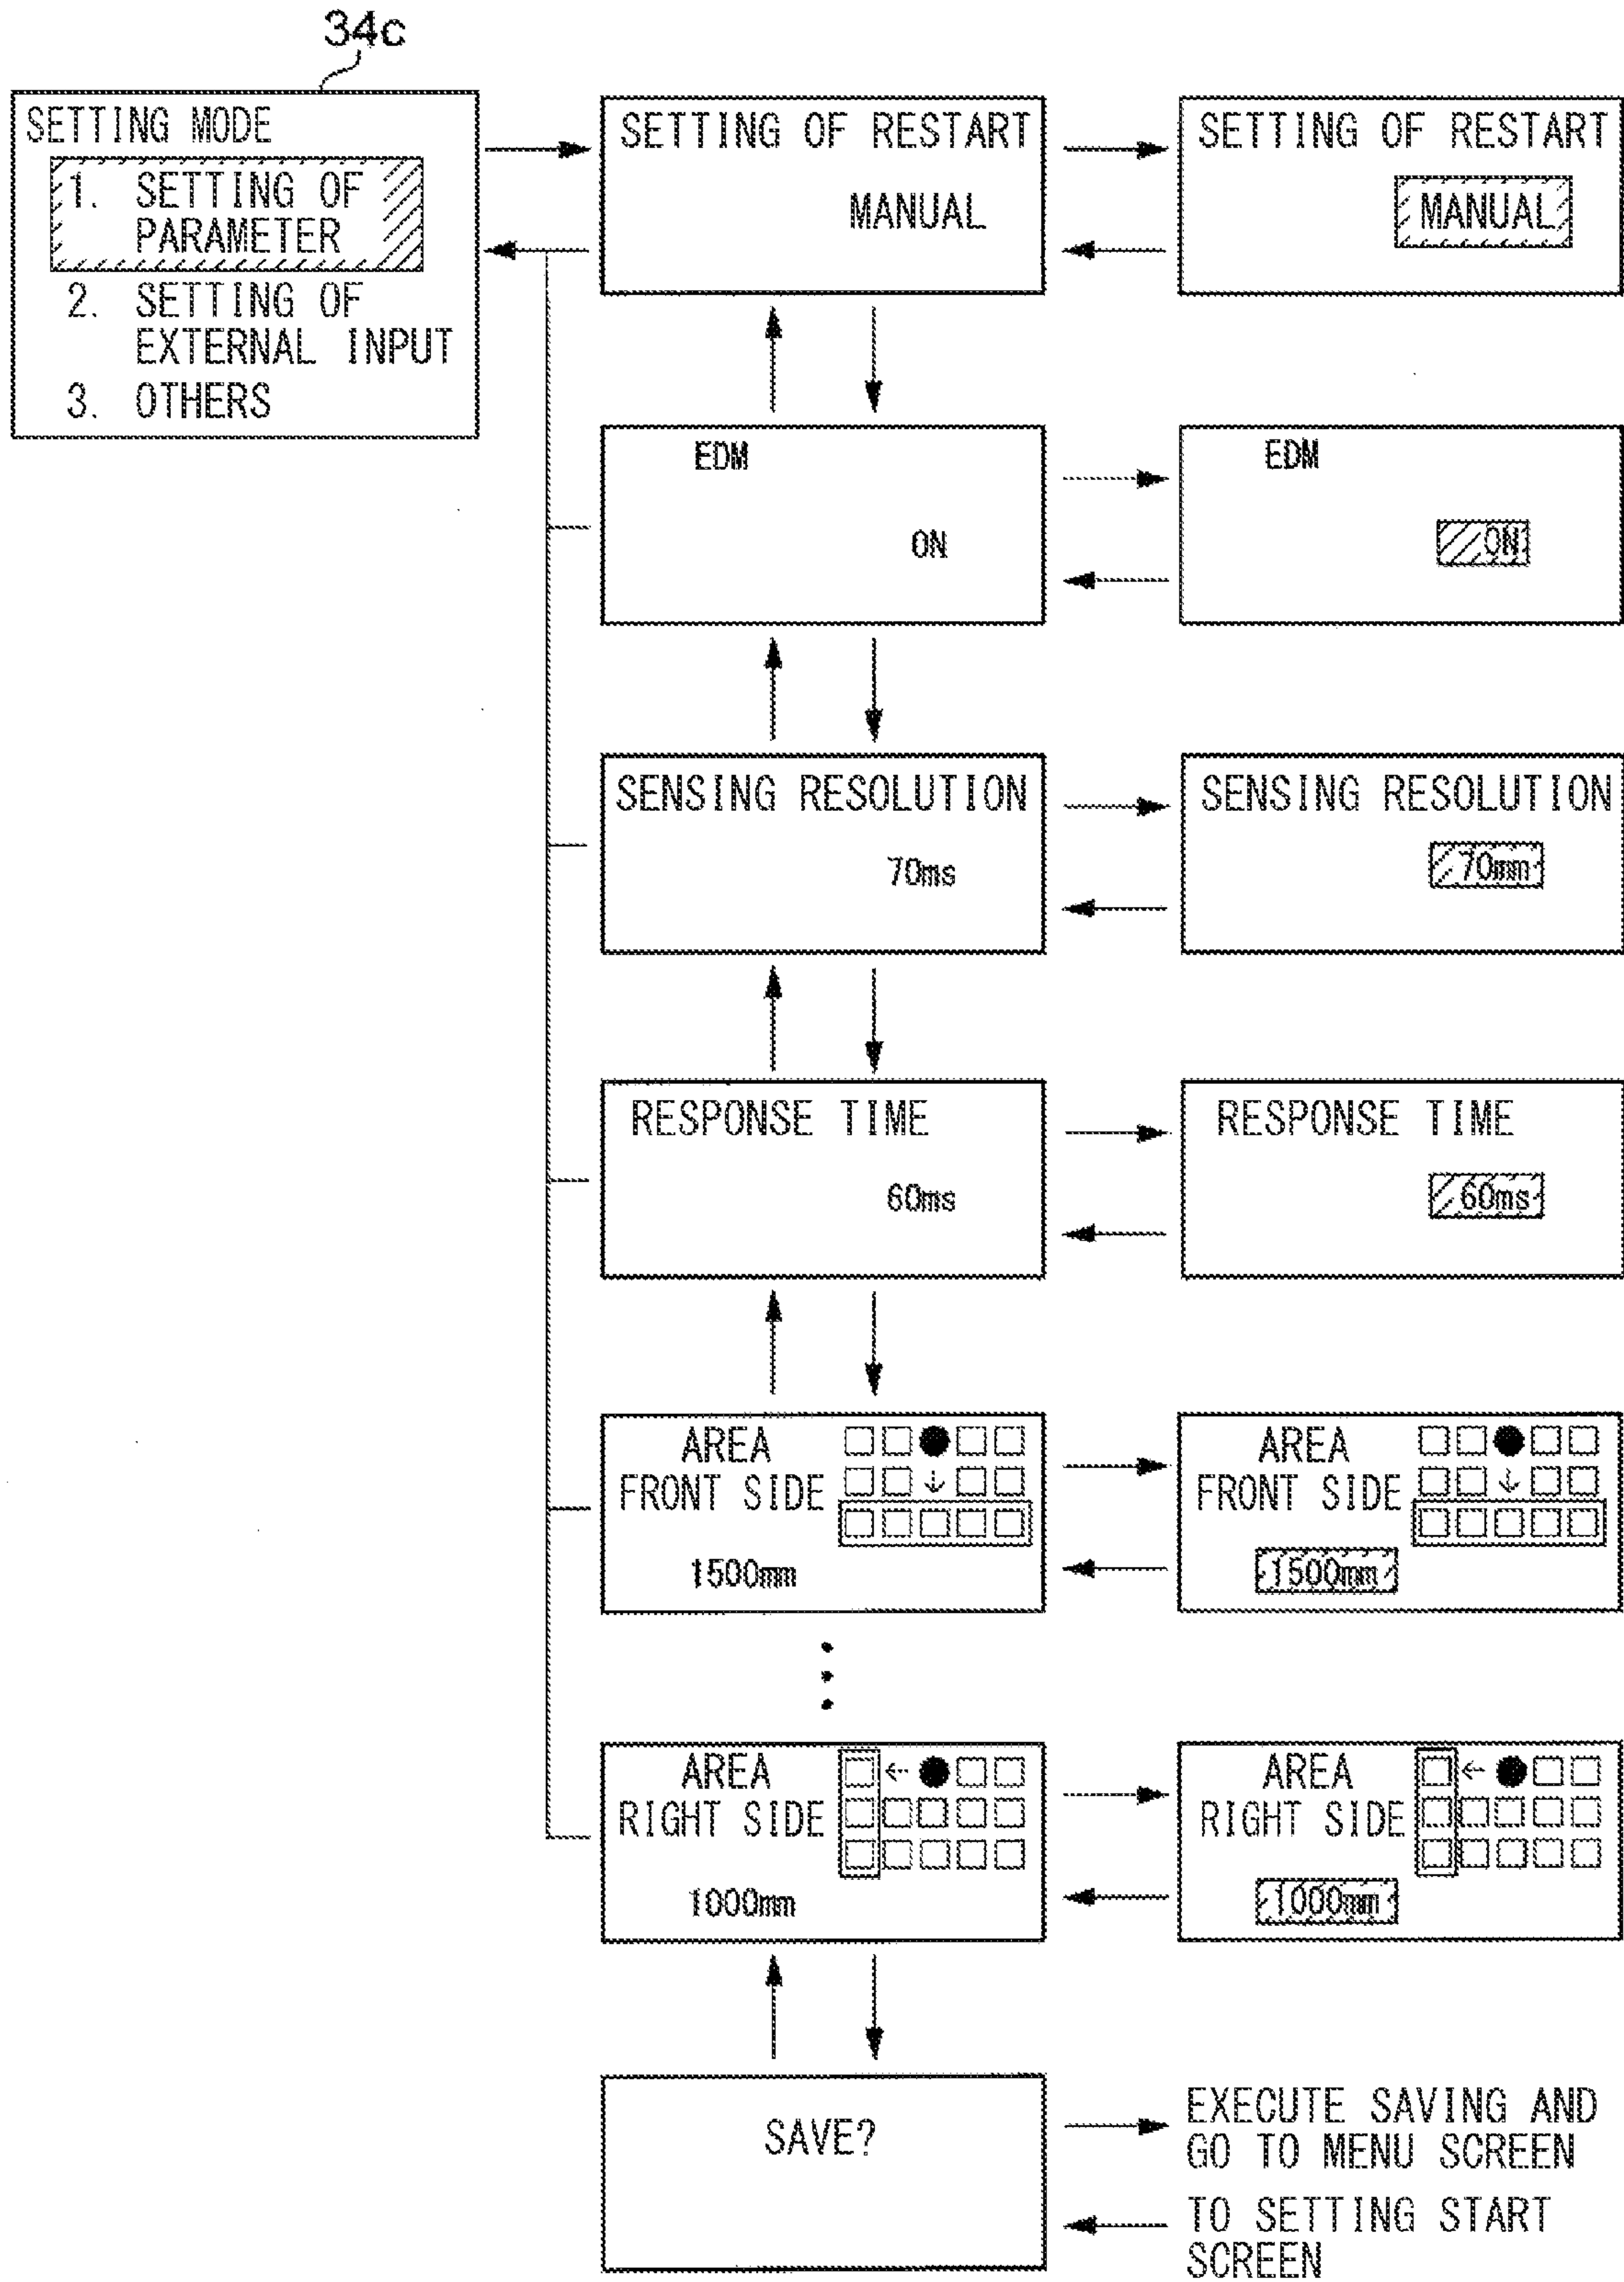 34c
SETTING MODE
1. SETTING OF
PARAMETER
2. SETTING OF
EXTERNAL INPUT
3. OTHERS
SETTING OF RESTART
MANUAL
SETTING OF RESTART
MANUAL
EDM
ON
EDM
ON
SENSING RESOLUTION
70ms
SENSING RESOLUTION
70mm
RESPONSE TIME
60ms
RESPONSE TIME
60ms
AREA
FRONT SIDE
1500mm
AREA
FRONT SIDE
1500mm
AREA
RIGHT SIDE
1000mm
AREA
RIGHT SIDE
1000mm
SAVE?
EXECUTE SAVING AND
GO TO MENU SCREEN
TO SETTING START
SCREEN